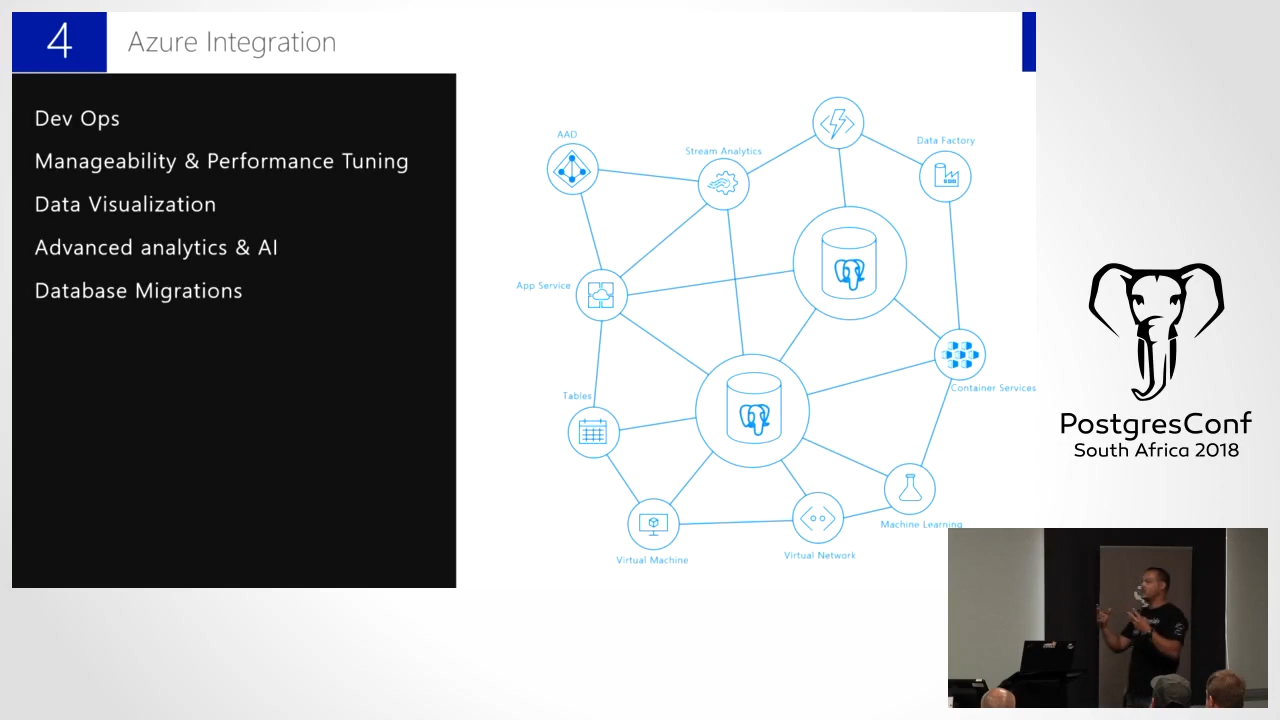 4
Azure Integration
Dev Ops
Manageability & Performance Tuning
Data Visualization
Advanced analytics & AI
Database Migrations
AAD
Stream Analytics
Data Factory
App Service
Container Services
Tables
Machine Learning
Virtual Machine
Virtual Network
PostgresConf
South Africa 2018